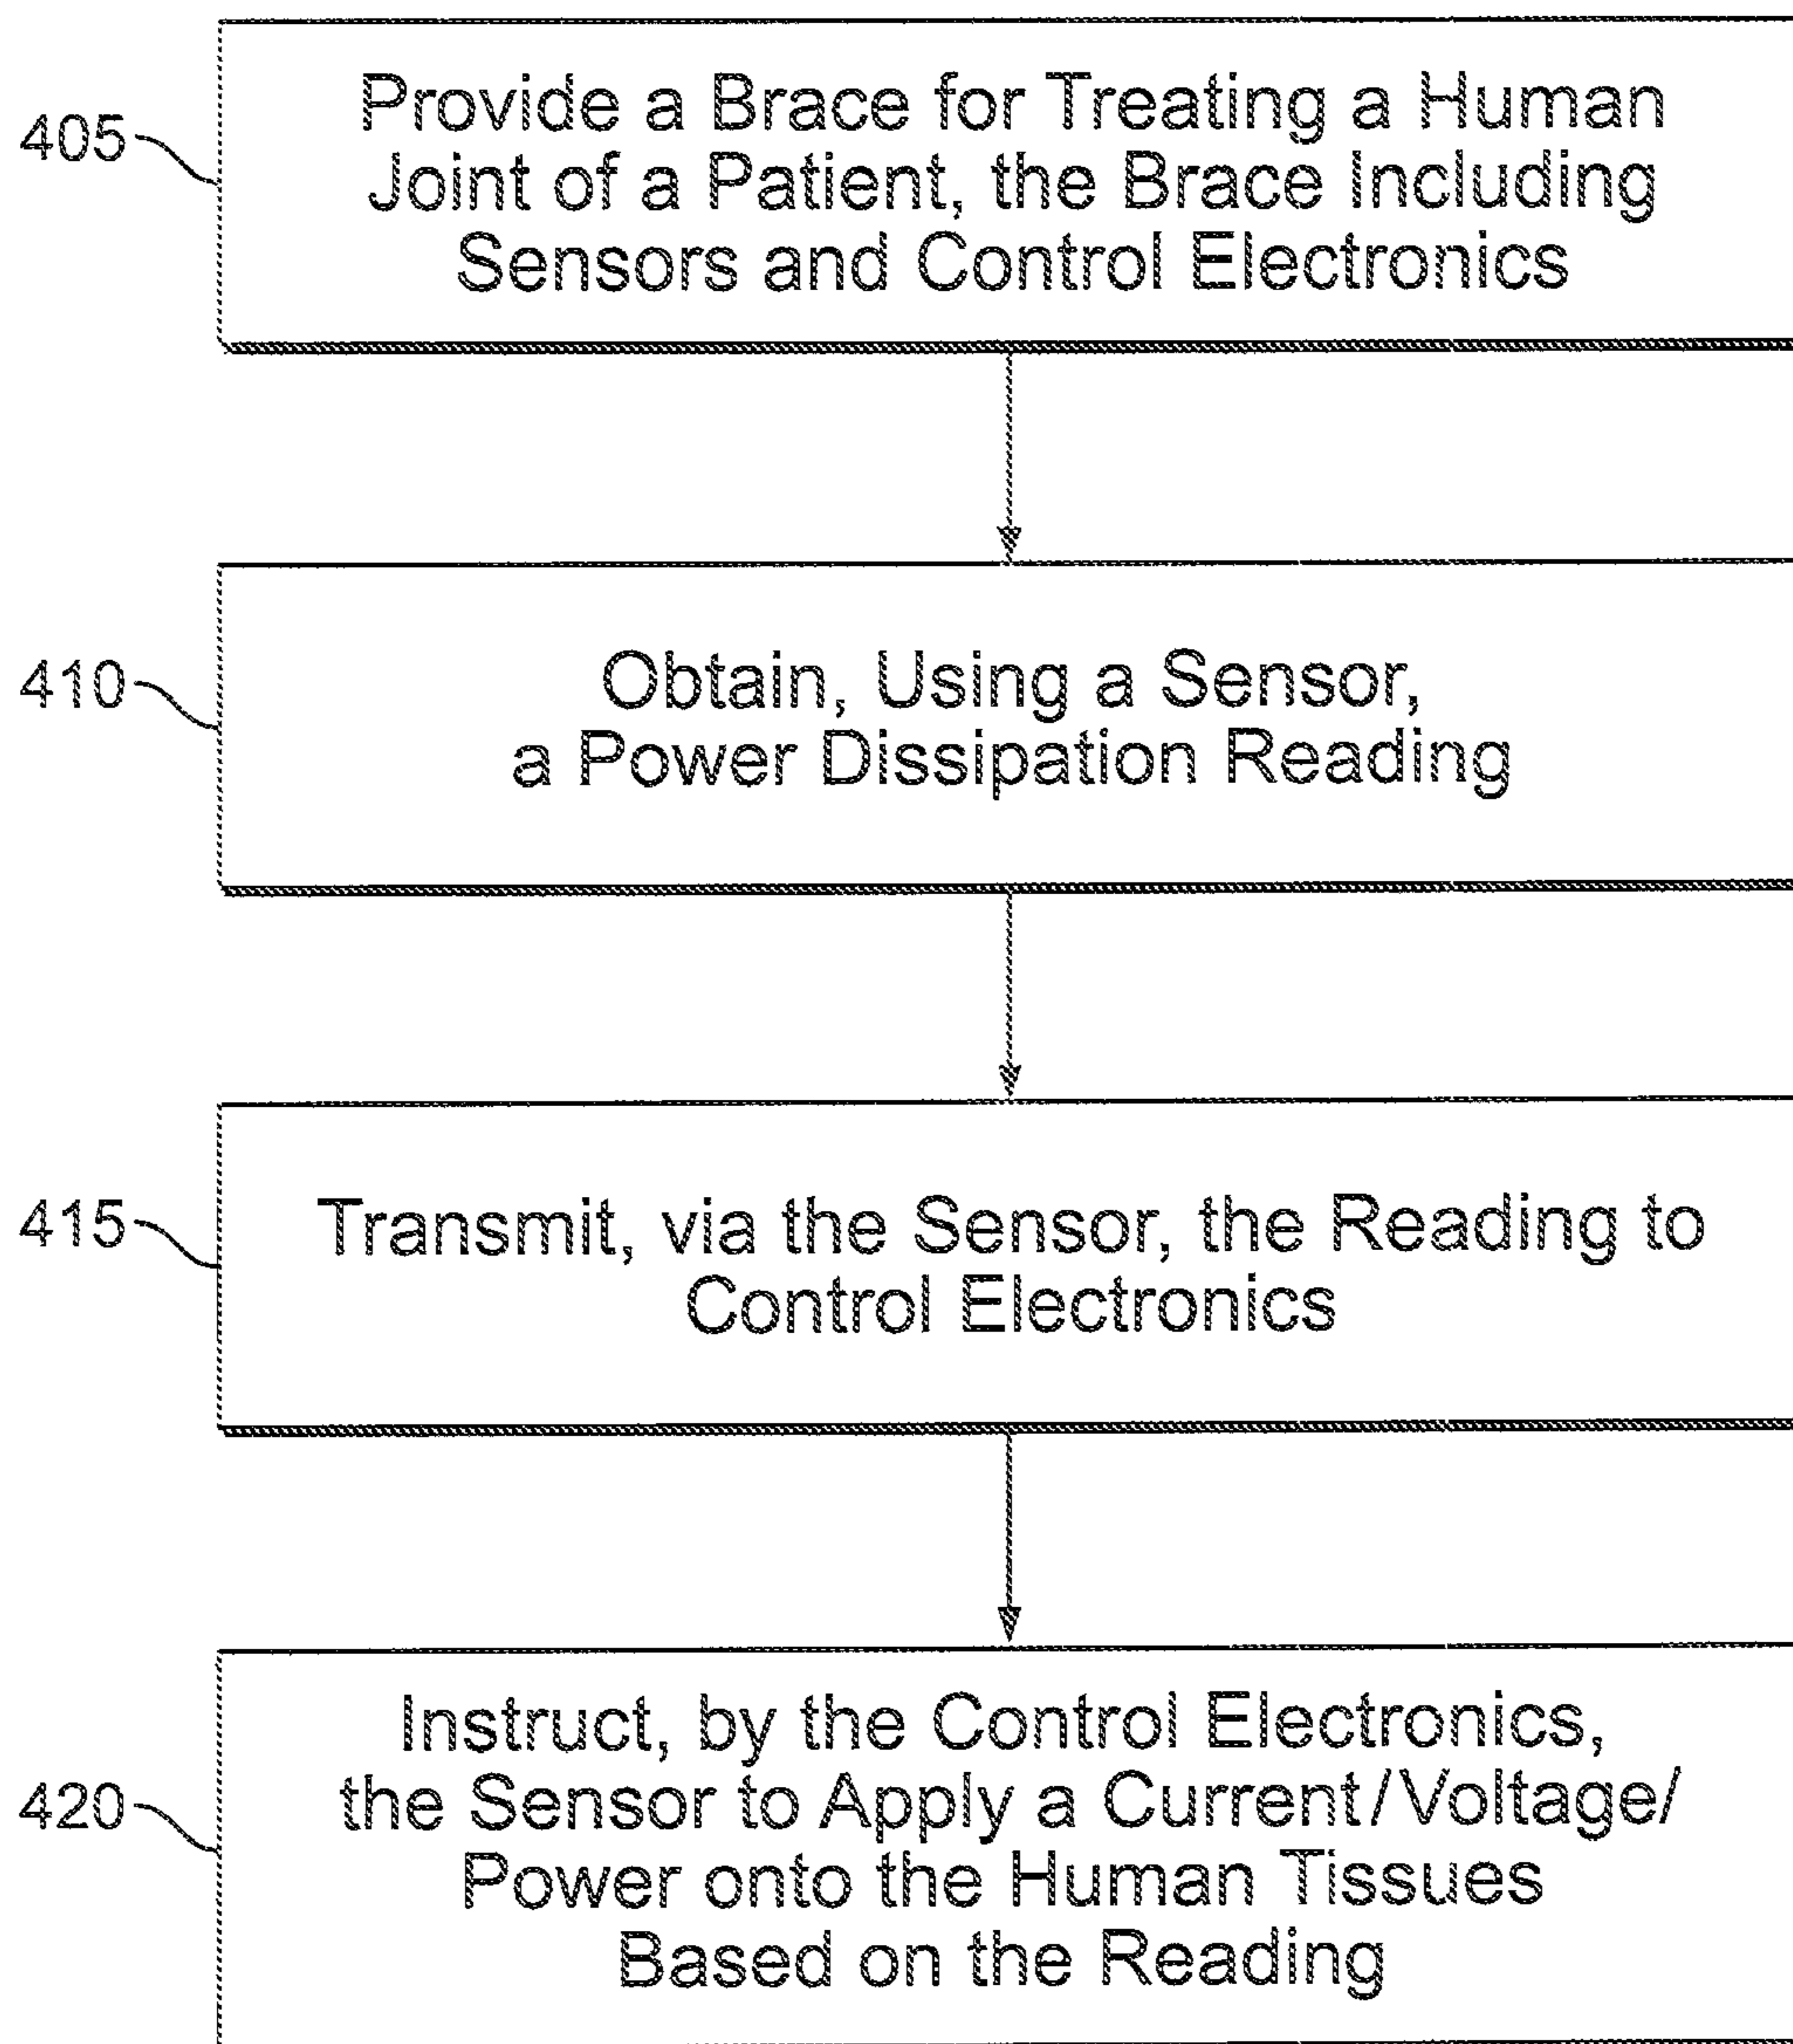 405
Provide a Brace for Treating a Human
Joint of a Patient, the Brace Including
Sensors and Control Electronics
410
Obtain, Using a Sensor,
a Power Dissipation Reading
415
Transmit, via the Sensor, the Reading to
Control Electronics
420
Instruct, by the Control Electronics,
the Sensor to Apply a Current/Voltage/
Power onto the Human Tissues
Based on the Reading